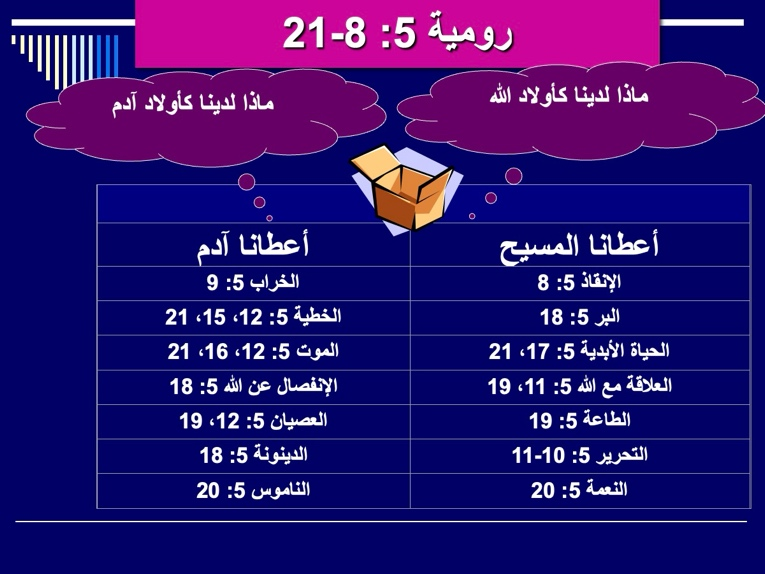 رومية 5: 8-21
ماذا لدينا كأولاد الله
ماذا لدينا كأولاد آدم
أعطانا المسيح
أعطانا آدم
الإنقاذ 5: 8
الخراب 5: 9
البر 5: 18
الخطية 5: 12، 15، 21
الحياة الأبدية 5: 17، 21
الموت 5: 12، 16، 21
العلاقة مع الله 5: 11، 19
الإنفصال عن الله 5: 18
الطاعة 5: 19
العصيان 5: 12، 19
التحرير 5: 10-11
الدينونة 5: 18
النعمة 5: 20
الناموس 5: 20